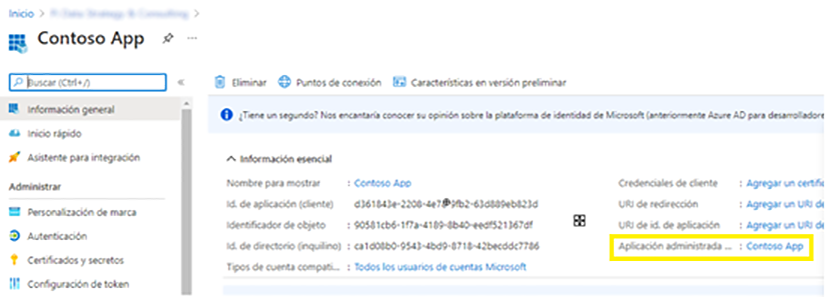 Inicio >
Contoso App
Buscar (Ctrl+/)
Información general
Inicio rápido
Asistente para integración
Administrar
Personalización de marca
Autenticación
Certificados y secretos
Configuración de token
Eliminar Puntos de conexión Características en versión preliminar
¿Tiene un segundo? Nos encantaría conocer su opinión sobre la plataforma de identidad de Microsoft (anteriormente Azure AD para desarrolladore
Información esencial
Nombre para mostrar : Contoso App
Id. de aplicación (cliente) d361843e-2208-4e7 9fb2-63d889eb823d
Identificador de objeto : 90581cb6-1f7a-4189-8b40-eedf521367df
Id. de directorio (inquilino) : ca1d08b0-9543-4bd9-8718-42becddc7786
Tipos de cuenta compati... : Todos los usuarios de cuentas Microsoft
Credenciales de cliente : Agregar un certific
URI de redirección : Agregar un URI de
URI de id. de aplicación : Agregar un URI de
Aplicación administrada ... : Contoso App